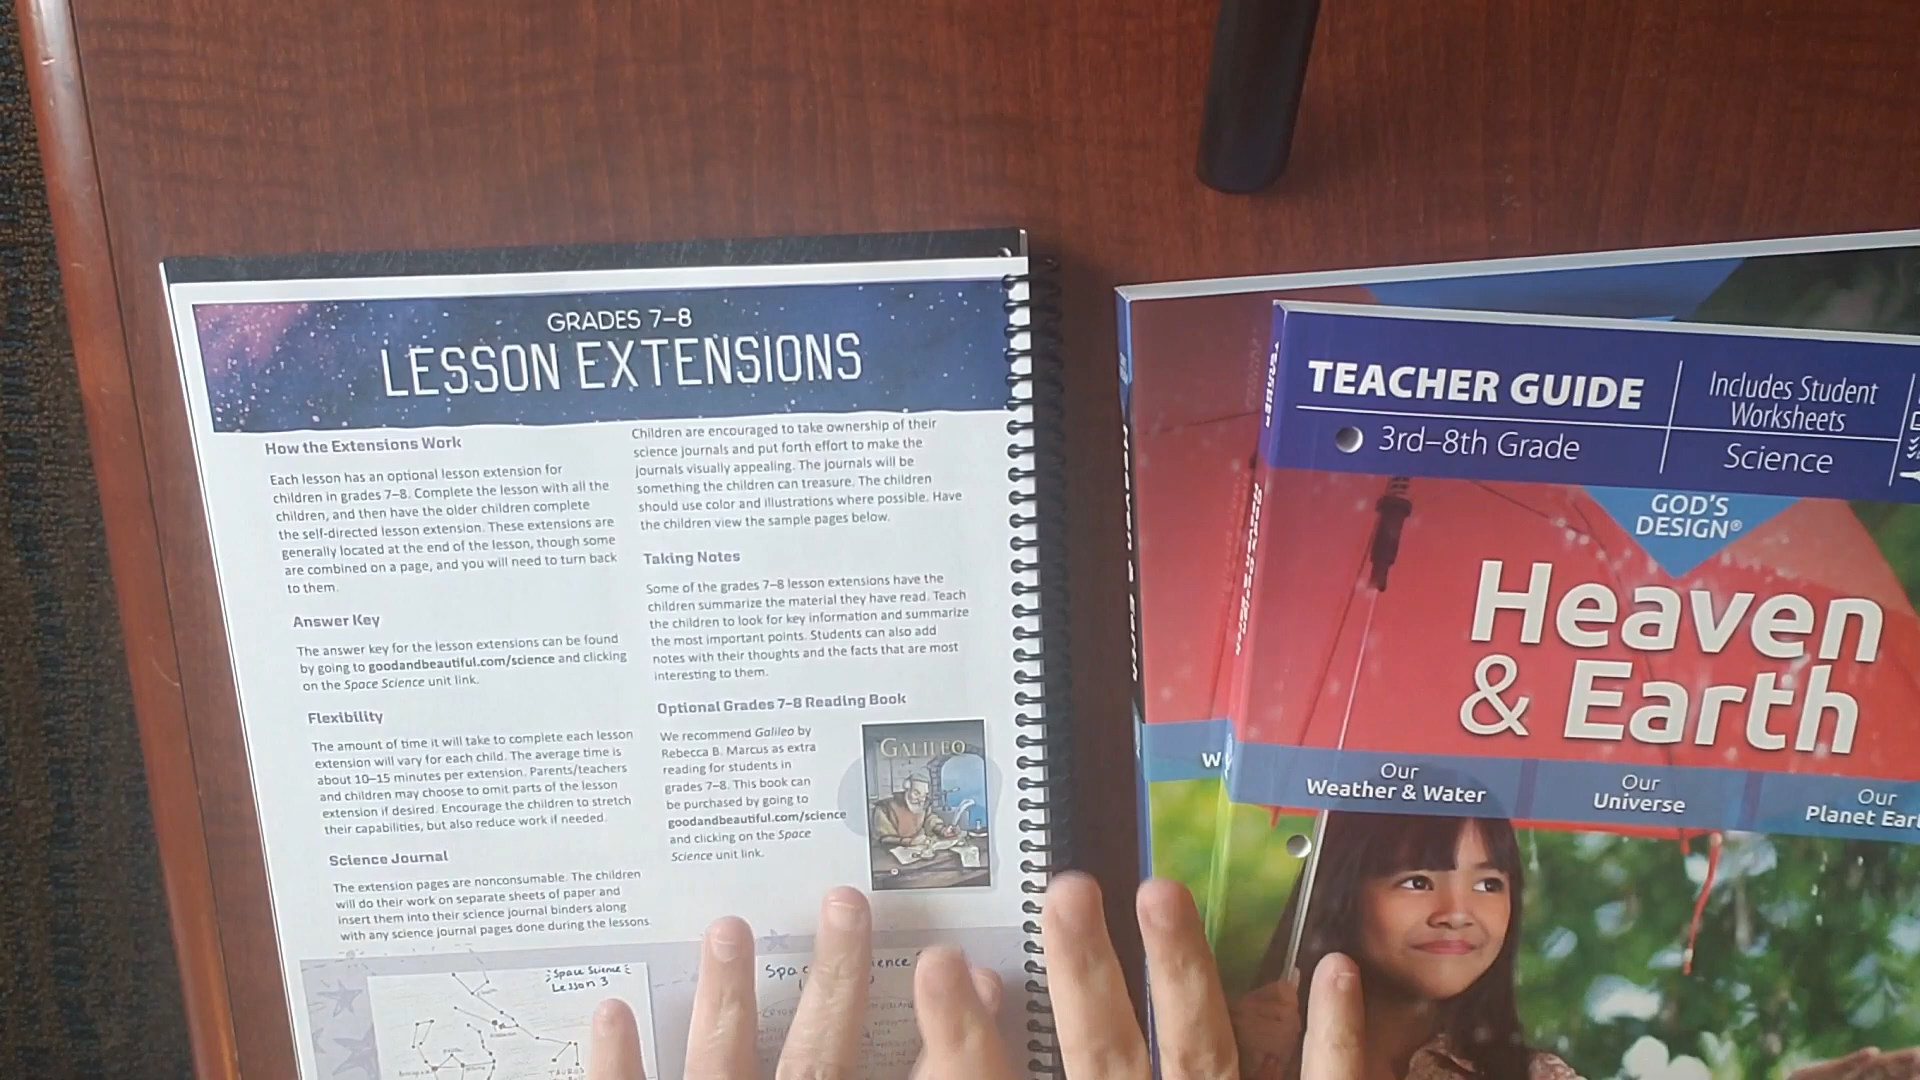 GRADES 7–8
LESSON EXTENSIONS
How the Extensions Work
Each lesson has an optional lesson extension for
children in grades 7–8. Complete the lesson with all the
children, and then have the older children complete
the self-directed lesson extension. These extensions are
generally located at the end of the lesson, though some
are combined on a page, and you will need to turn back
to them.
Answer Key
The answer key for the lesson extensions can be found
by going to goodandbeautiful.com/science and clicking
on the Space Science unit link.
Flexibility
The amount of time it will take to complete each lesson
extension will vary for each child. The average time is
about 10–15 minutes per extension. Parents/teachers
and children may choose to omit parts of the lesson
extension if desired. Encourage the children to stretch
their capabilities, but also reduce work if needed.
Science Journal
The extension pages are nonconsumable. The children
will do their work on separate sheets of paper and
insert them into their science journal binders along
with any science journal pages done during the lessons.
Children are encouraged to take ownership of their
science journals and put forth effort to make the
journals visually appealing. The journals will be
something the children can treasure. The children
should use color and illustrations where possible. Have
the children view the sample pages below.
Taking Notes
Some of the grades 7–8 lesson extensions have the
children summarize the material they have read. Teach
the children to look for key information and summarize
the most important points. Students can also add
notes with their thoughts and the facts that are most
interesting to them.
Optional Grades 7–8 Reading Book
We recommend Galileo by
Rebecca B. Marcus as extra
reading for students in
grades 7–8. This book can
be purchased by going to
goodandbeautiful.com/science
and clicking on the Space
Science unit link.
GALILEO
Space Science
Lesson 3
TAUROS
Spac
ience
TEACHER GUIDE
3rd–8th Grade
Includes Student
Worksheets
Science
GOD'S
DESIGN®
Heaven
& Earth
Our
Weather & Water
Our
Universe
Our
Planet Eart